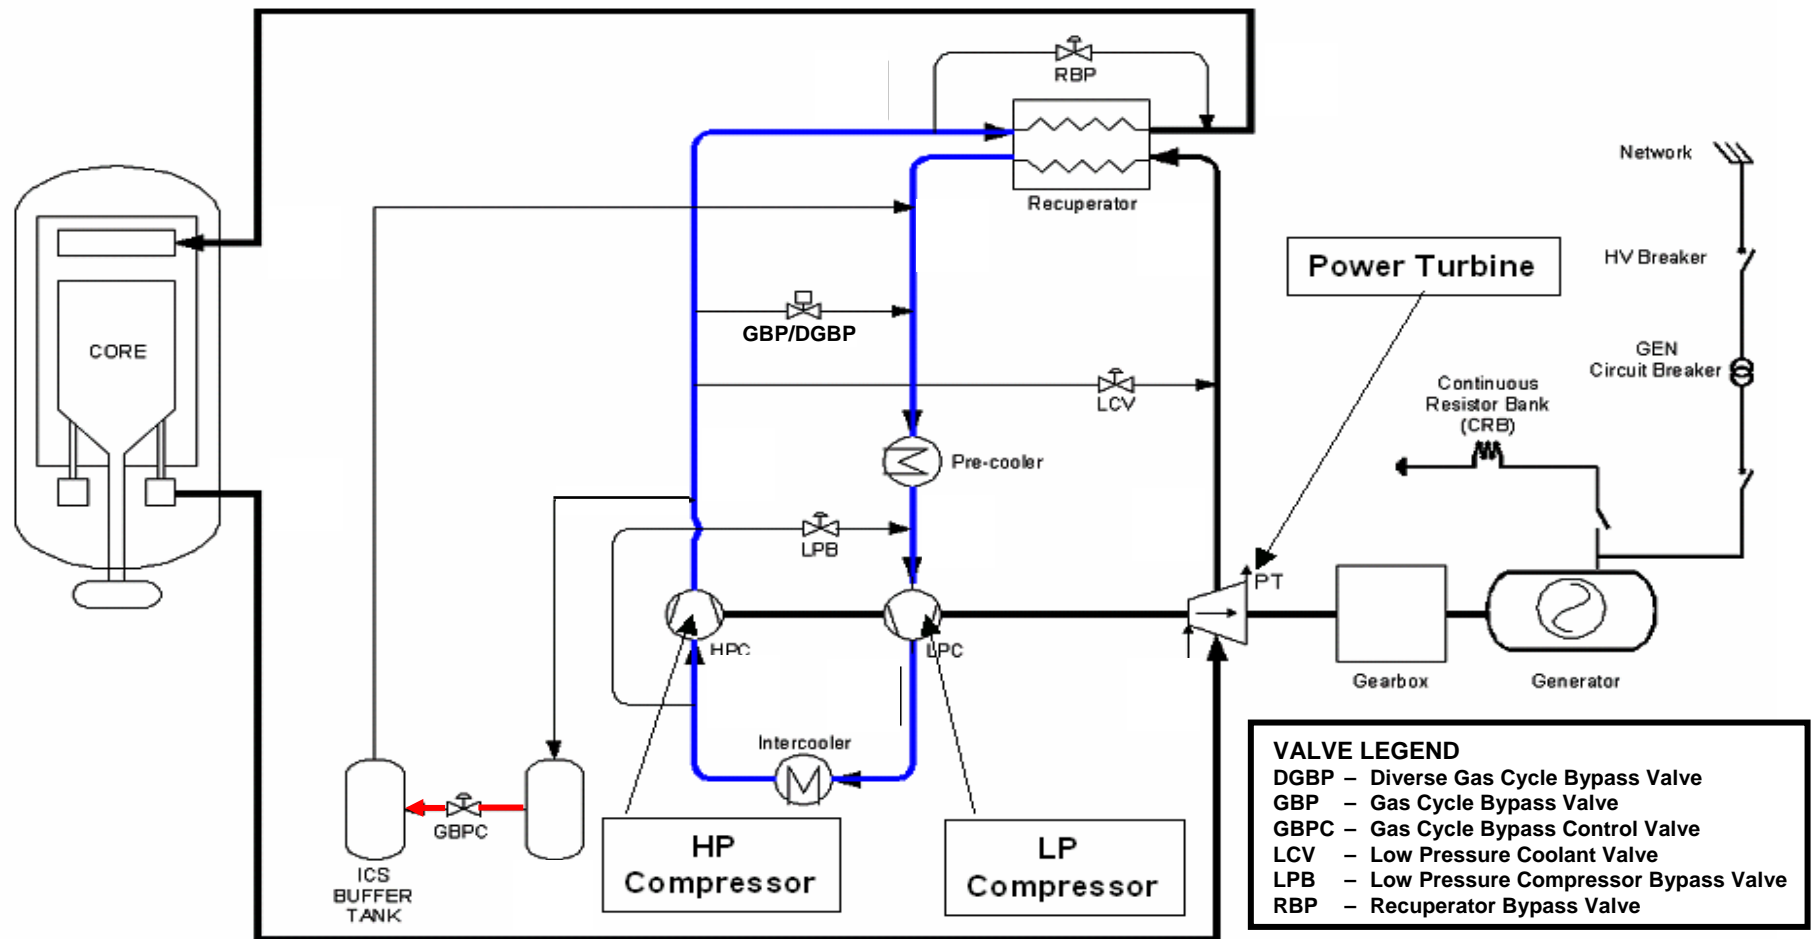 RBP
Recuperator
Network
HV Breaker
Power Turbine
GEN
Circuit Breaker
CORE
GBP/DGBP
LCV
Continuous
Resistor Bank
(CRB)
Pre-cooler
LPB
PT
HPC
LPC
Gearbox
Generator
Intercooler
GBPC
ICS
BUFFER
TANK
HP
Compressor
LP
Compressor
VALVE LEGEND
DGBP – Diverse Gas Cycle Bypass Valve
GBP – Gas Cycle Bypass Valve
GBPC – Gas Cycle Bypass Control Valve
LCV – Low Pressure Coolant Valve
LPB – Low Pressure Compressor Bypass Valve
RBP – Recuperator Bypass Valve